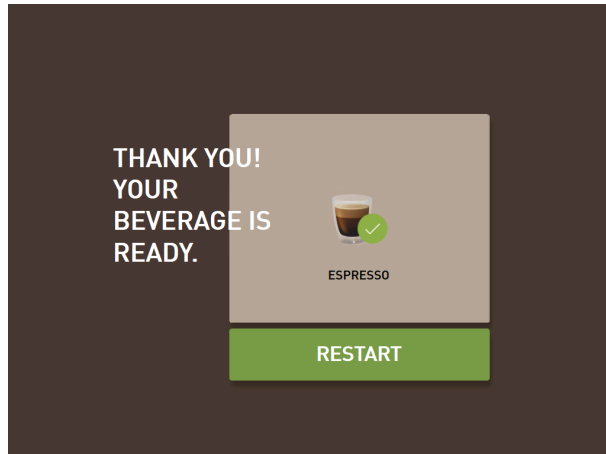 THANK YOU!
YOUR
BEVERAGE IS
READY.
ESPRESSO
RESTART